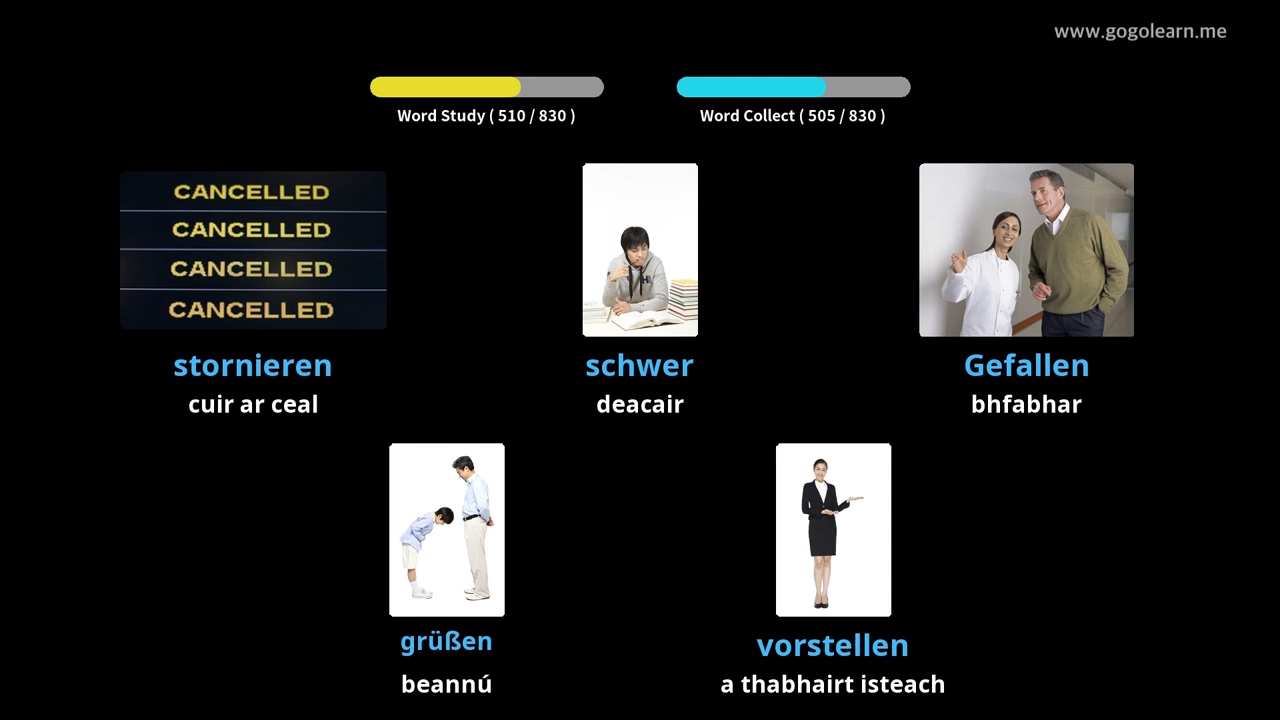 www.gogolearn.me
Word Study ( 510 / 830 )
Word Collect ( 505 / 830 )
CANCELLED
CANCELLED
CANCELLED
CANCELLED
stornieren
cuir ar ceal
schwer
deacair
Gefallen
bhfabhar
grüßen
beannú
vorstellen
a thabhairt isteach